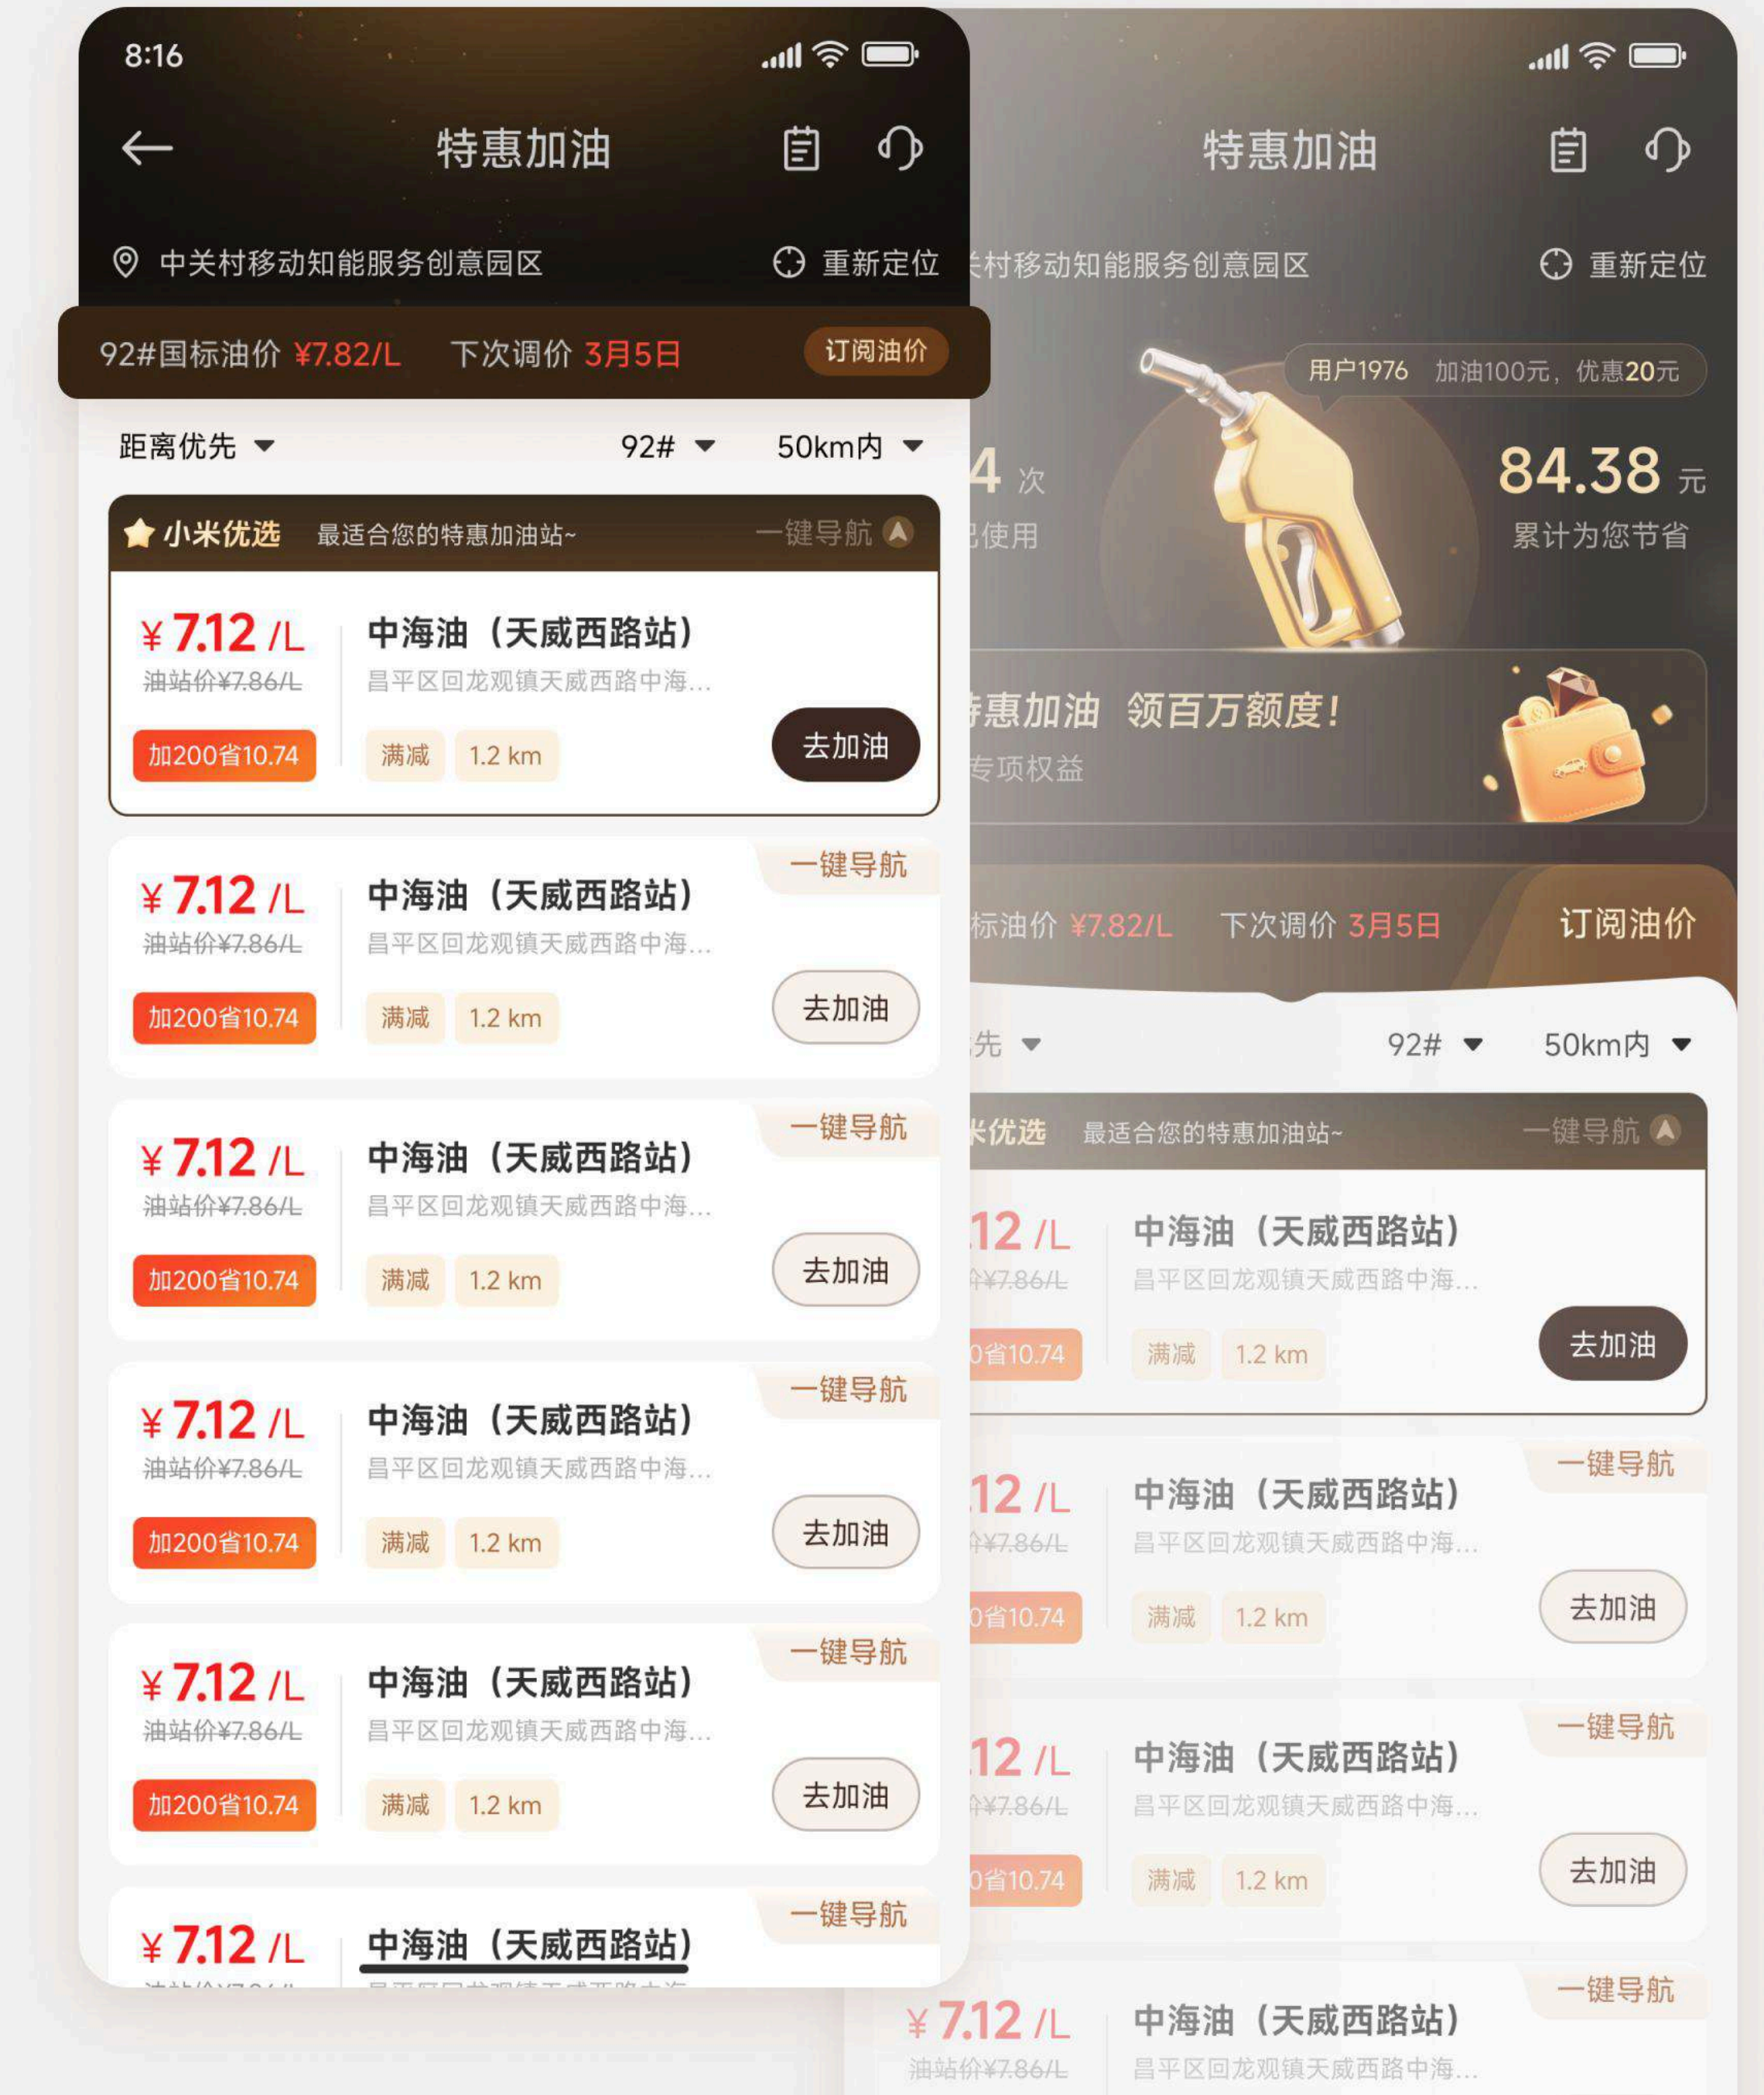 8:16
特惠加油
中关村移动知能服务创意园区
重新定位
92#国标油价 ¥7.82/L 下次调价 3月5日
订阅油价
距离优先
92#
50km内
小米优选 最适合您的特惠加油站~
一键导航
¥7.12/L
油站价¥7.86/L
加200省10.74
中海油（天威西路站）
昌平区回龙观镇天威西路中海...
满减 1.2 km
去加油
一键导航
¥7.12/L
油站价¥7.86/L
加200省10.74
中海油（天威西路站）
昌平区回龙观镇天威西路中海...
满减 1.2 km
去加油
一键导航
¥7.12/L
油站价¥7.86/L
加200省10.74
中海油（天威西路站）
昌平区回龙观镇天威西路中海...
满减 1.2 km
去加油
一键导航
¥7.12/L
油站价¥7.86/L
加200省10.74
中海油（天威西路站）
昌平区回龙观镇天威西路中海...
满减 1.2 km
去加油
一键导航
¥7.12/L
油站价¥7.86/L
加200省10.74
中海油（天威西路站）
昌平区回龙观镇天威西路中海...
满减 1.2 km
去加油
一键导航
¥7.12/L
中海油（天威西路站）
特惠加油
村移动知能服务创意园区
重新定位
用户1976 加油100元，优惠20元
4 次
使用
84.38 元
累计为您节省
惠加油 领百万额度！
专项权益
标油价 ¥7.82/L 下次调价 3月5日
订阅油价
先
92#
50km内
优选 最适合您的特惠加油站~
一键导航
.12/L
¥7.86/L
0省10.74
中海油（天威西路站）
昌平区回龙观镇天威西路中海...
满减 1.2 km
去加油
一键导航
.12/L
¥7.86/L
0省10.74
中海油（天威西路站）
昌平区回龙观镇天威西路中海...
满减 1.2 km
去加油
一键导航
.12/L
¥7.86/L
0省10.74
中海油（天威西路站）
昌平区回龙观镇天威西路中海...
满减 1.2 km
去加油
一键导航
¥7.12/L
油站价¥7.86/L
中海油（天威西路站）
昌平区回龙观镇天威西路中海...